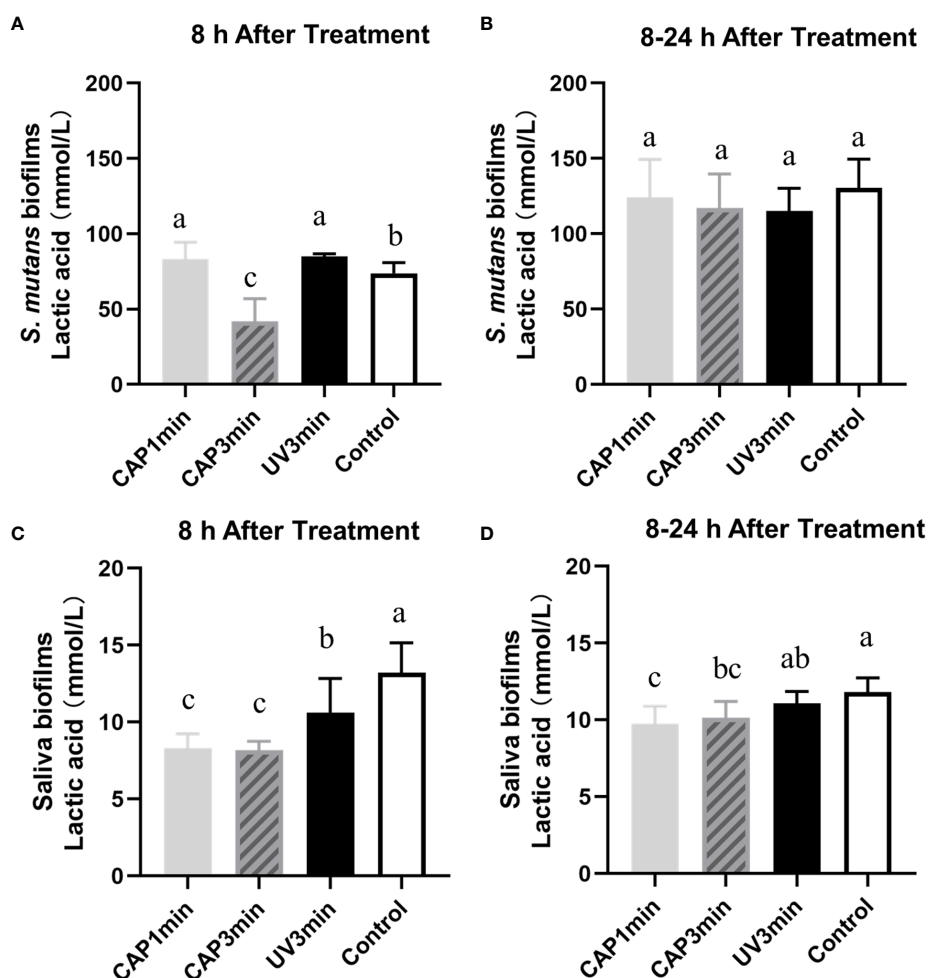 A
8 h After Treatment
S. mutans biofilms
Lactic acid (mmol/L)
200
150
100
50
0
a
c
a
b
CAP1min
CAP3min
UV3min
Control
B
8-24 h After Treatment
S. mutans biofilms
Lactic acid (mmol/L)
200
150
100
50
0
a
a
a
a
CAP1min
CAP3min
UV3min
Control
C
8 h After Treatment
Saliva biofilms
Lactic acid (mmol/L)
20
15
10
5
0
c
c
b
a
CAP1min
CAP3min
UV3min
Control
D
8-24 h After Treatment
Saliva biofilms
Lactic acid (mmol/L)
20
15
10
5
0
c
bc
ab
a
CAP1min
CAP3min
UV3min
Control